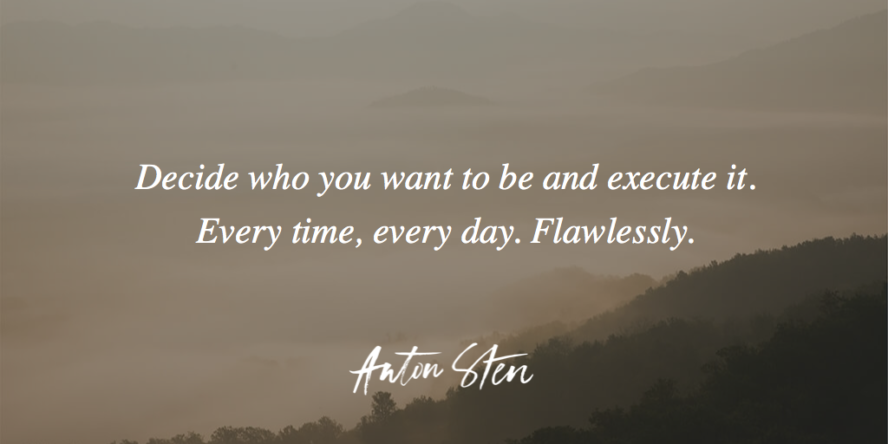 Decide who you want to be and execute it.
Every time, every day. Flawlessly.
Anton Sten